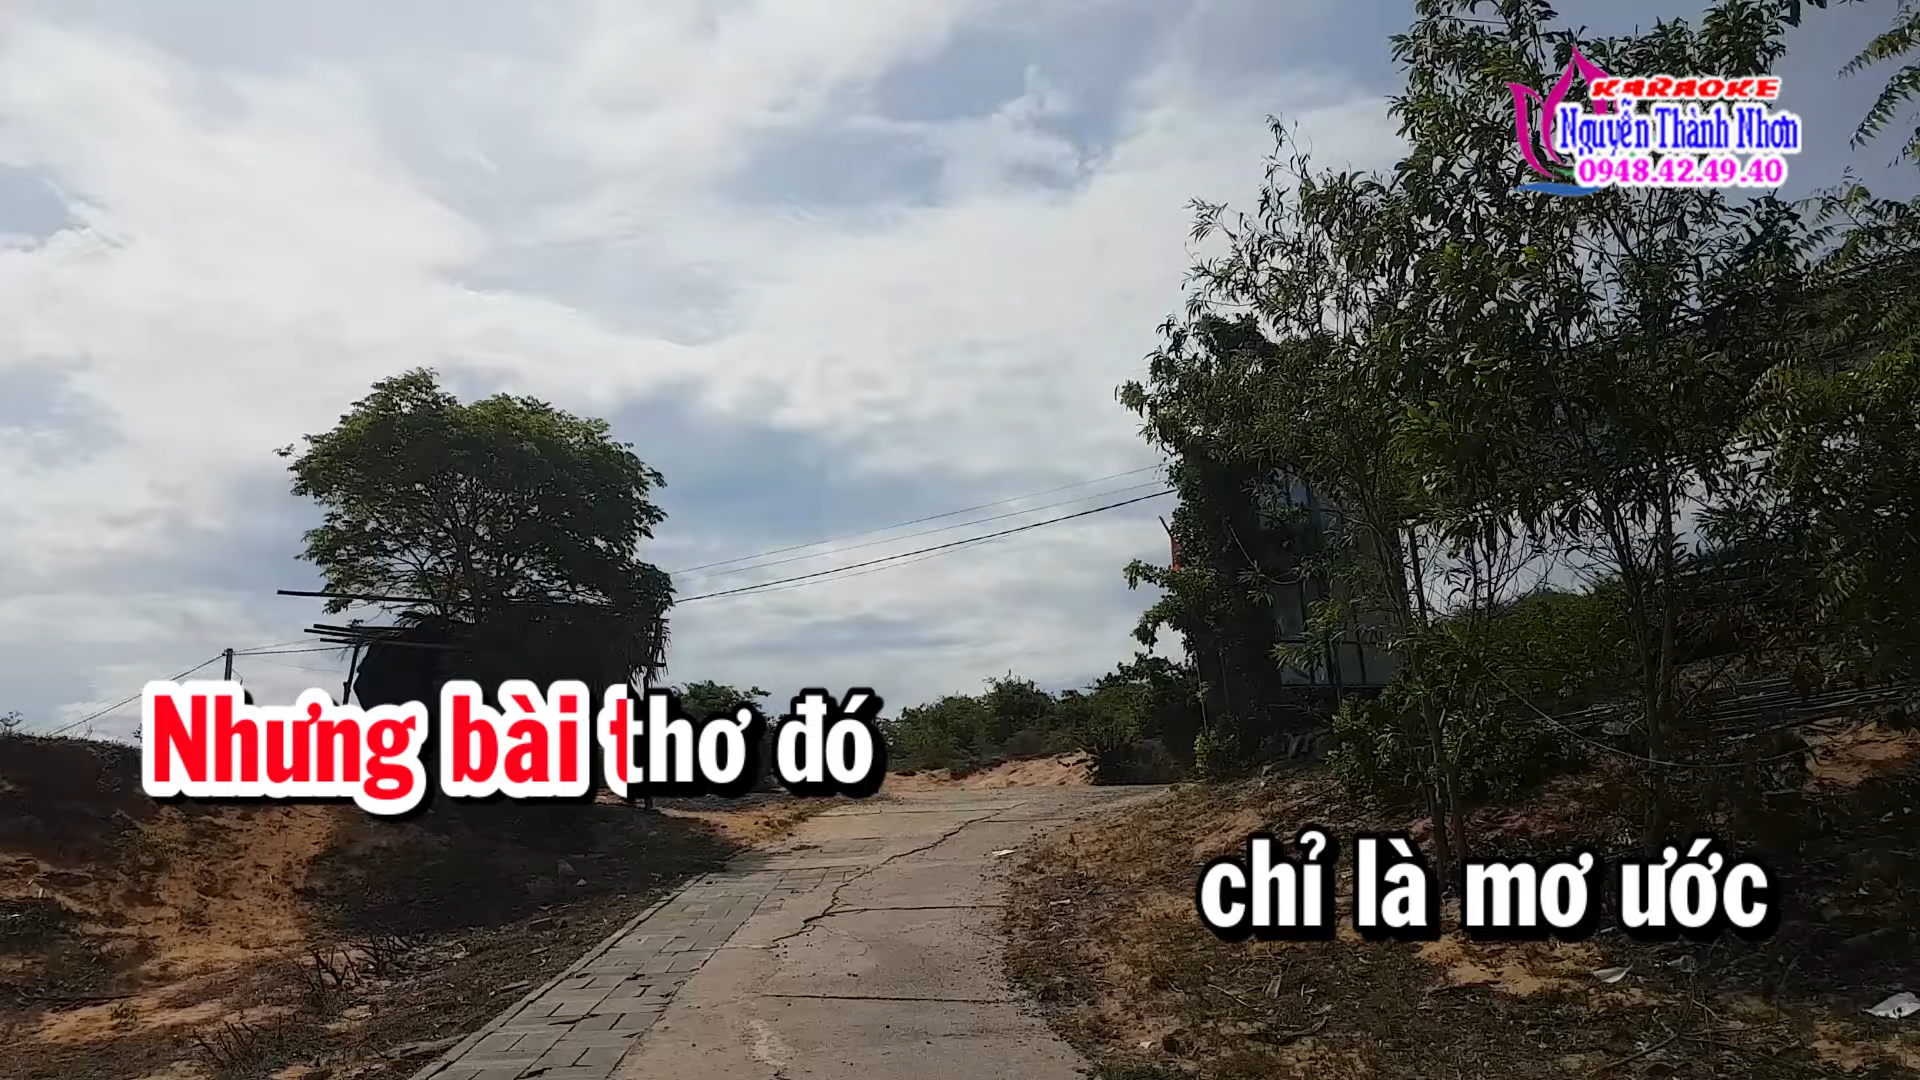 KARAOKE
Nguyễn Thành Nhơn
0948.42.49.40
Nhưng bài thơ đó
chỉ là mơ ước